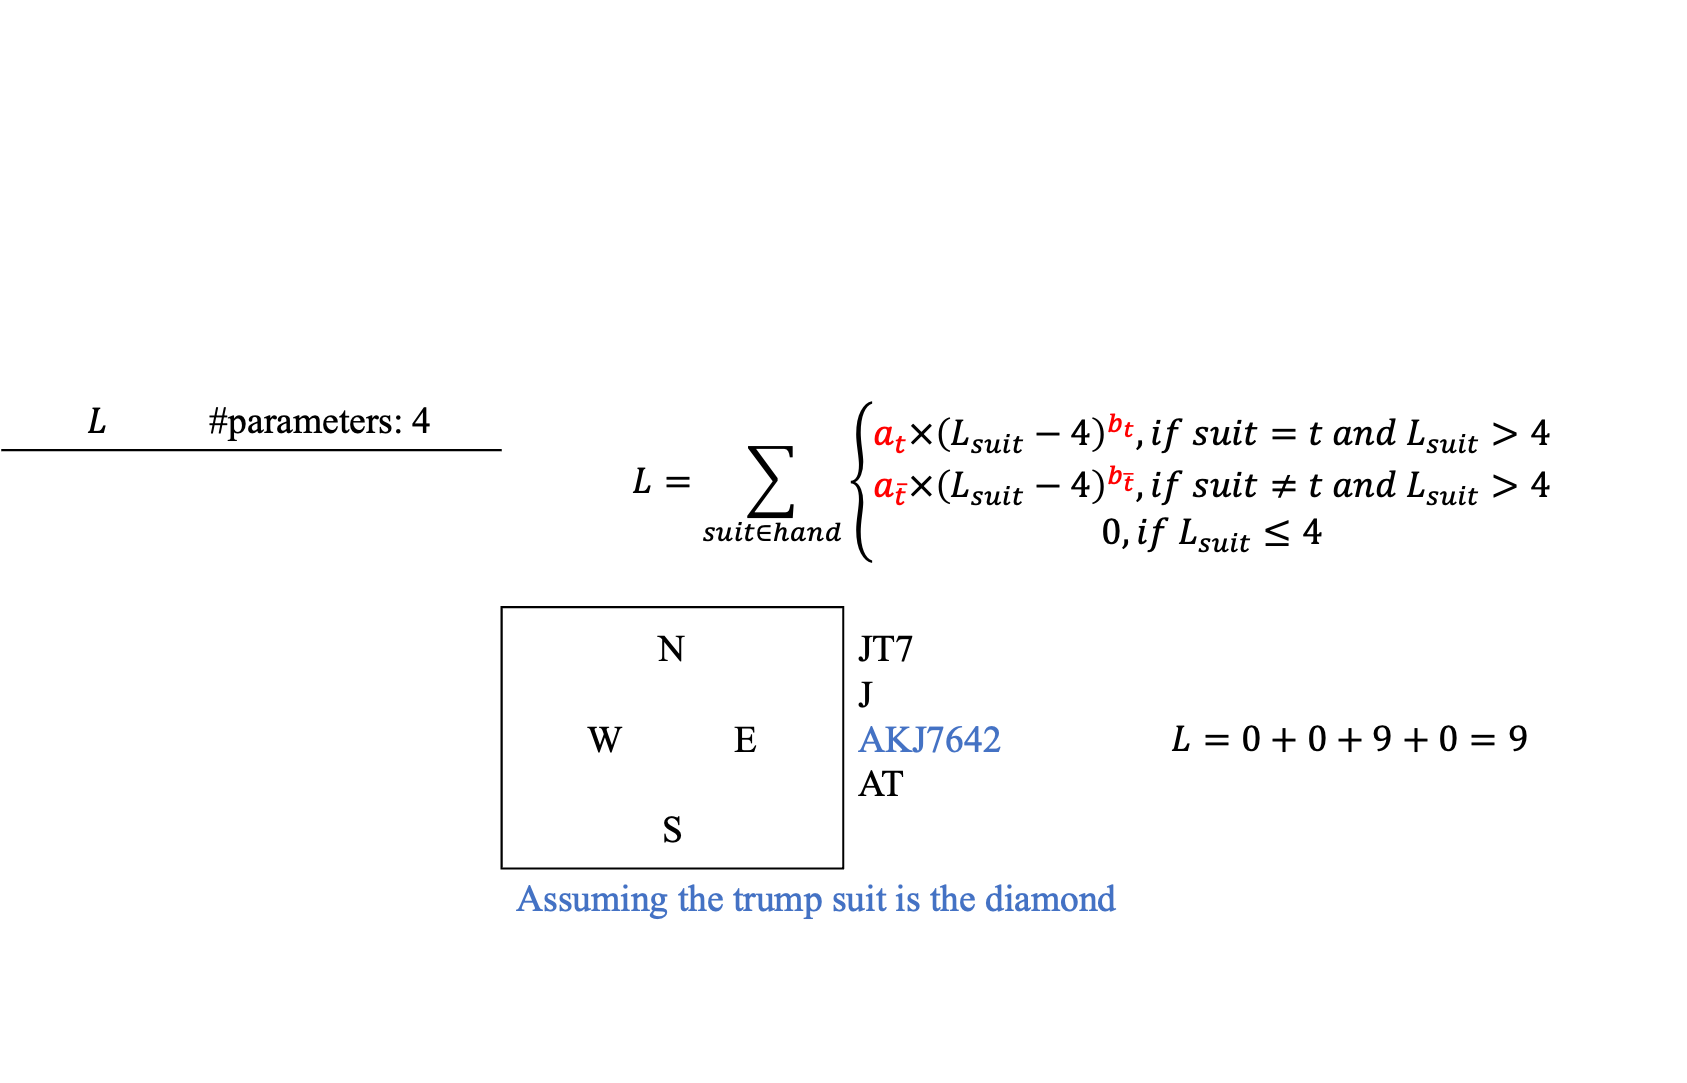 L #parameters: 4
L = ∑ suit∈hand { a_t×(L_suit − 4)^{b_t}, if suit = t and L_suit > 4
a_t̄×(L_suit − 4)^{b_t̄}, if suit ≠ t and L_suit > 4
0, if L_suit ≤ 4
N
W E
S
JT7
J
AKJ7642
AT
L = 0 + 0 + 9 + 0 = 9
Assuming the trump suit is the diamond